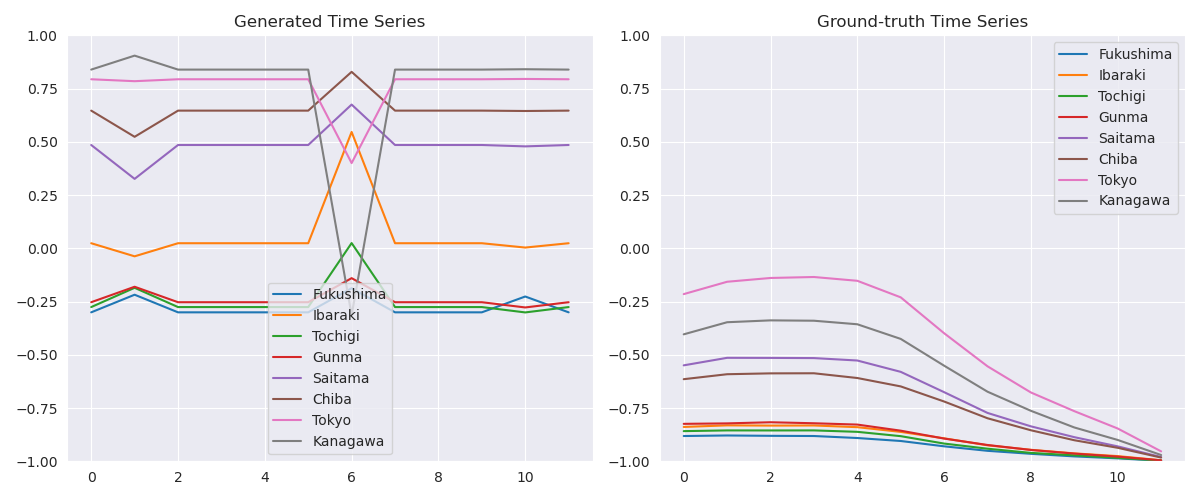 Generated Time Series
1.00
0.75
0.50
0.25
0.00
−0.25
−0.50
−0.75
−1.00
0 2 4 6 8 10
Fukushima
Ibaraki
Tochigi
Gunma
Saitama
Chiba
Tokyo
Kanagawa
Ground-truth Time Series
1.00
0.75
0.50
0.25
0.00
−0.25
−0.50
−0.75
−1.00
0 2 4 6 8 10
Fukushima
Ibaraki
Tochigi
Gunma
Saitama
Chiba
Tokyo
Kanagawa